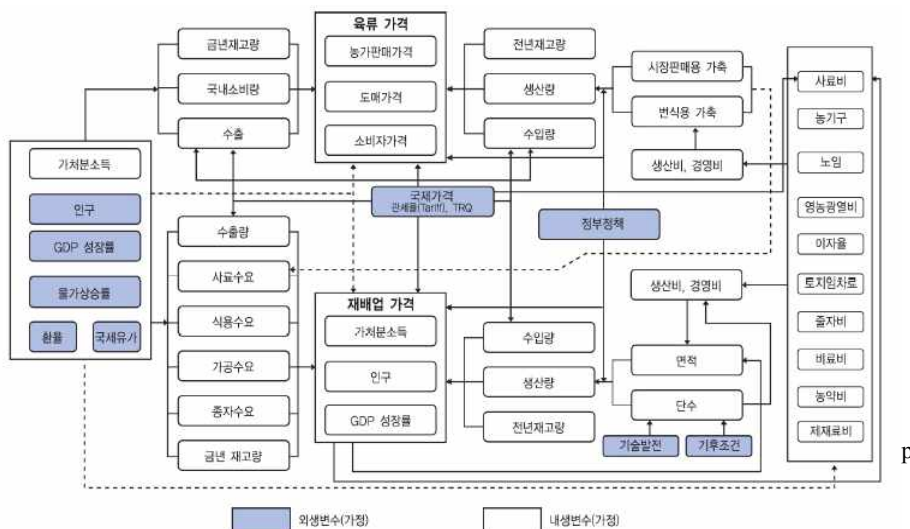 육류 가격
농가판매가격
도매가격
소비자가격
금년재고량
국내소비량
수출
전년재고량
생산량
수입량
시장판매용 가축
번식용 가축
생산비, 경영비
사료비
농기구
노임
영농광열비
이자율
토지임차료
줄자비
비료비
농약비
제재료비
가처분소득
인구
GDP 성장률
물가상승률
환율
국세유가
국제가격
관세률(Tariff), TRQ
정부정책
수출량
사료수요
식용수요
가공수요
종자수요
금년 재고량
재배업 가격
가처분소득
인구
GDP 성장률
수입량
생산량
전년재고량
생산비, 경영비
면적
단수
기술발전
기후조건
p
외생변수(가정)
내생변수(가정)